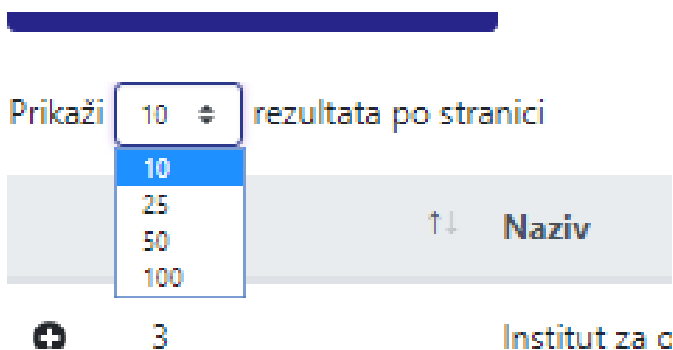 Prikaži 10 rezultata po stranici
10
25
50
100
↑↓ Naziv
3 Institut za